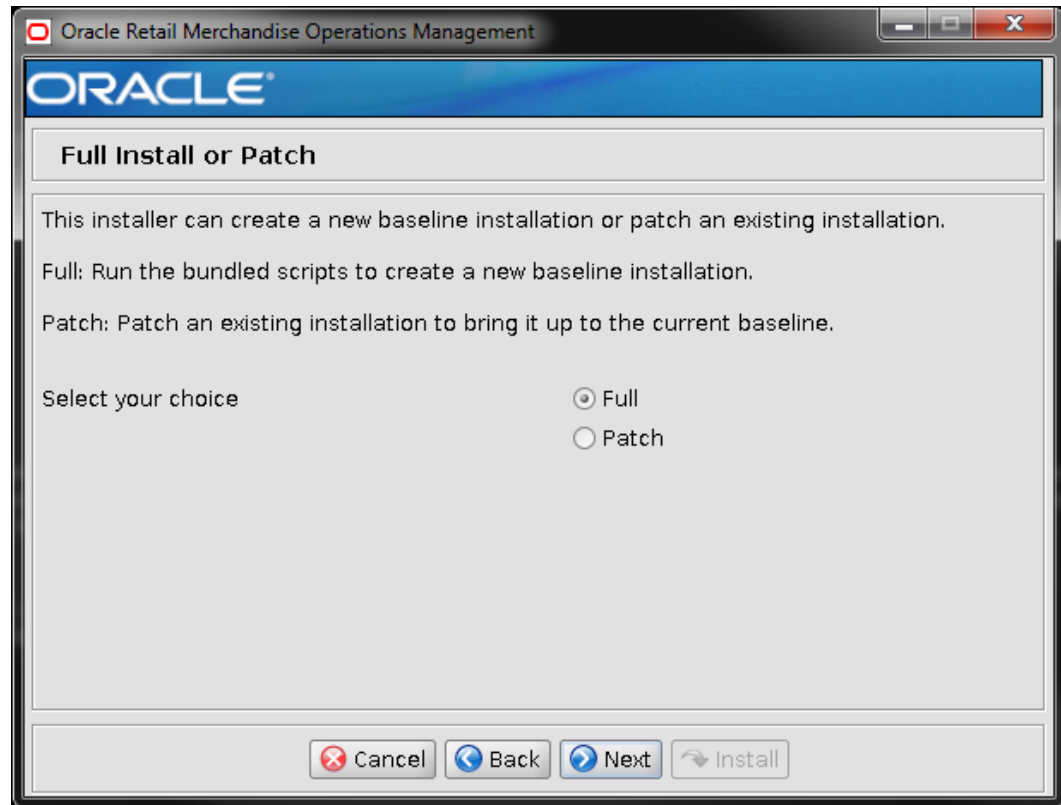 Oracle Retail Merchandise Operations Management
ORACLE®
Full Install or Patch
This installer can create a new baseline installation or patch an existing installation.
Full: Run the bundled scripts to create a new baseline installation.
Patch: Patch an existing installation to bring it up to the current baseline.
Select your choice
Full
Patch
Cancel Back Next Install